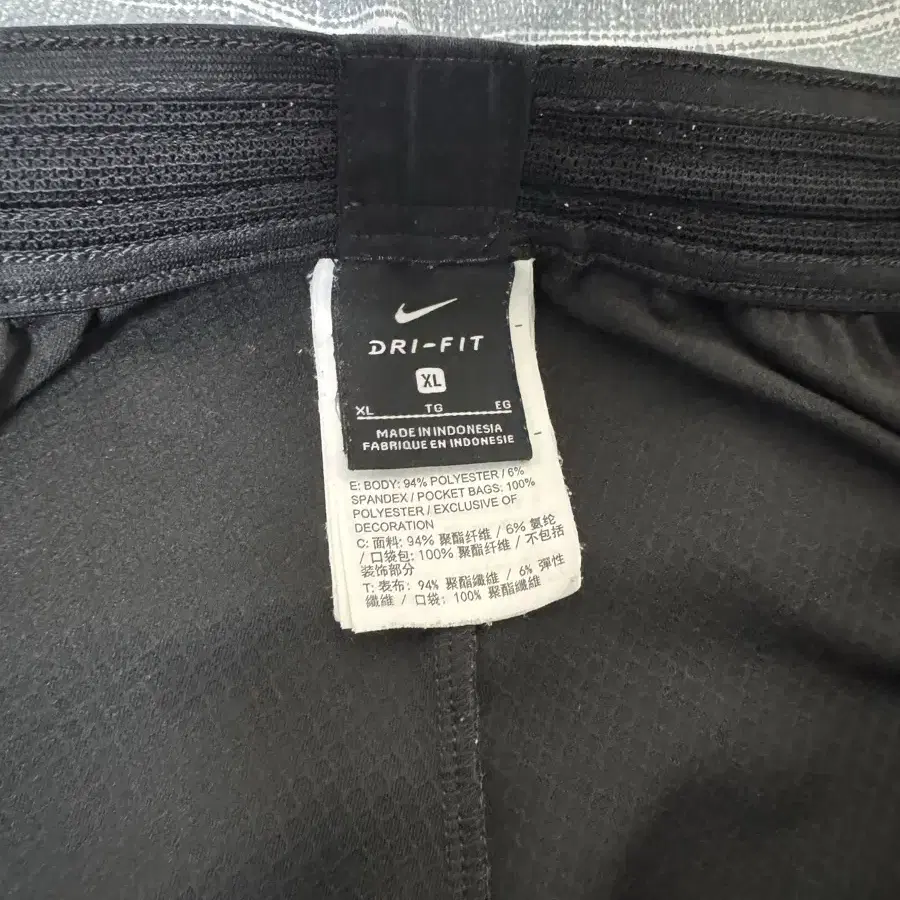 DRI-FIT
XL
XL TG EG
MADE IN INDONESIA
FABRIQUE EN INDONESIE
E: BODY: 94% POLYESTER / 6%
SPANDEX / POCKET BAGS: 100%
POLYESTER / EXCLUSIVE OF
DECORATION
C: 面料: 94% 聚酯纤维 / 6% 氨纶
/ 口袋包: 100% 聚酯纤维 / 不包括
装饰部分
T: 表布: 94% 聚酯纖維 / 6% 彈性
纖維 / 口袋: 100% 聚酯纖維